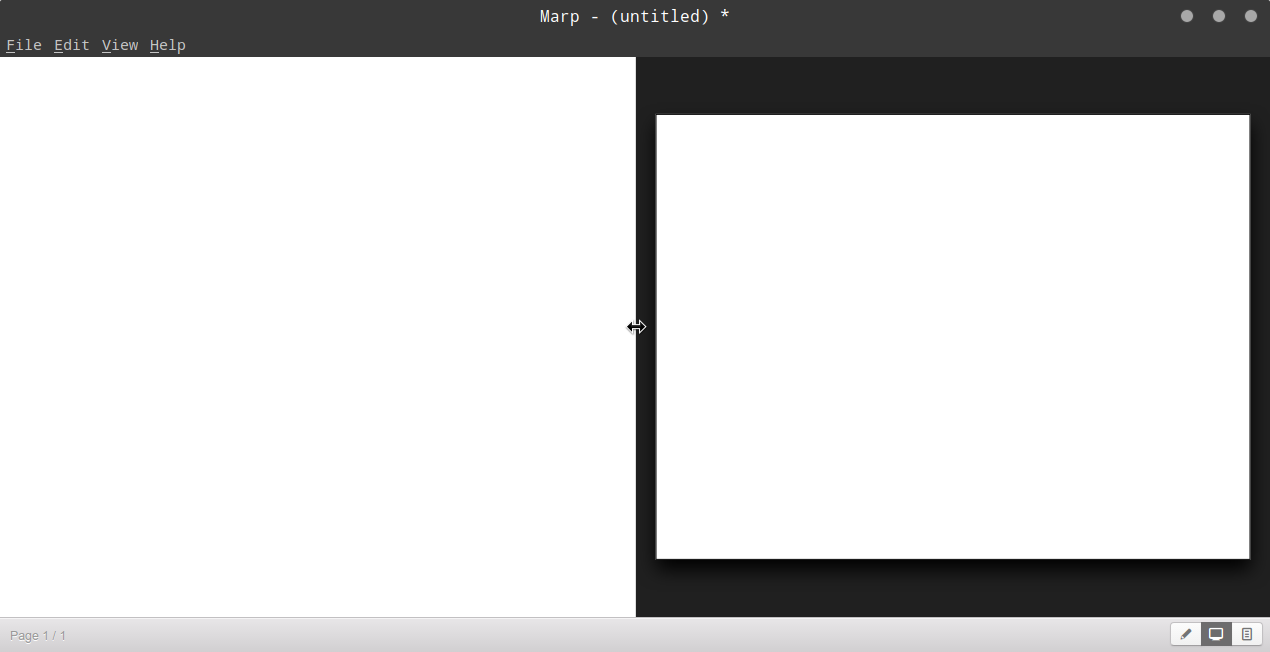 Marp - (untitled) *
File Edit View Help
Page 1 / 1